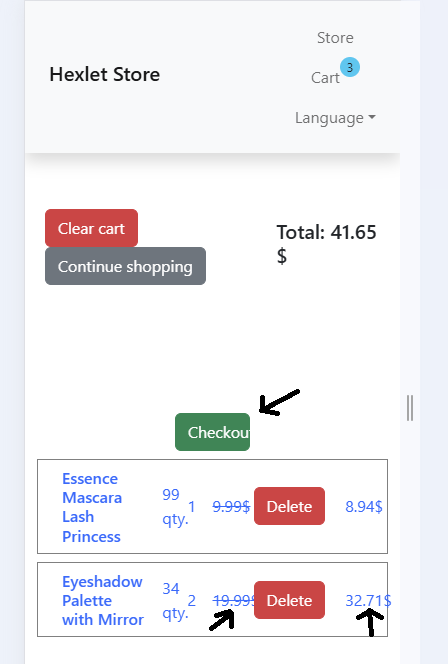 Store
Hexlet Store
Cart 3
Language
Clear cart
Continue shopping
Total: 41.65
$
Checkou
Essence
Mascara
Lash
Princess
99
qty.
1
9.99$
Delete
8.94$
Eyeshadow
Palette
with Mirror
34
qty.
2
19.99$
Delete
32.71$